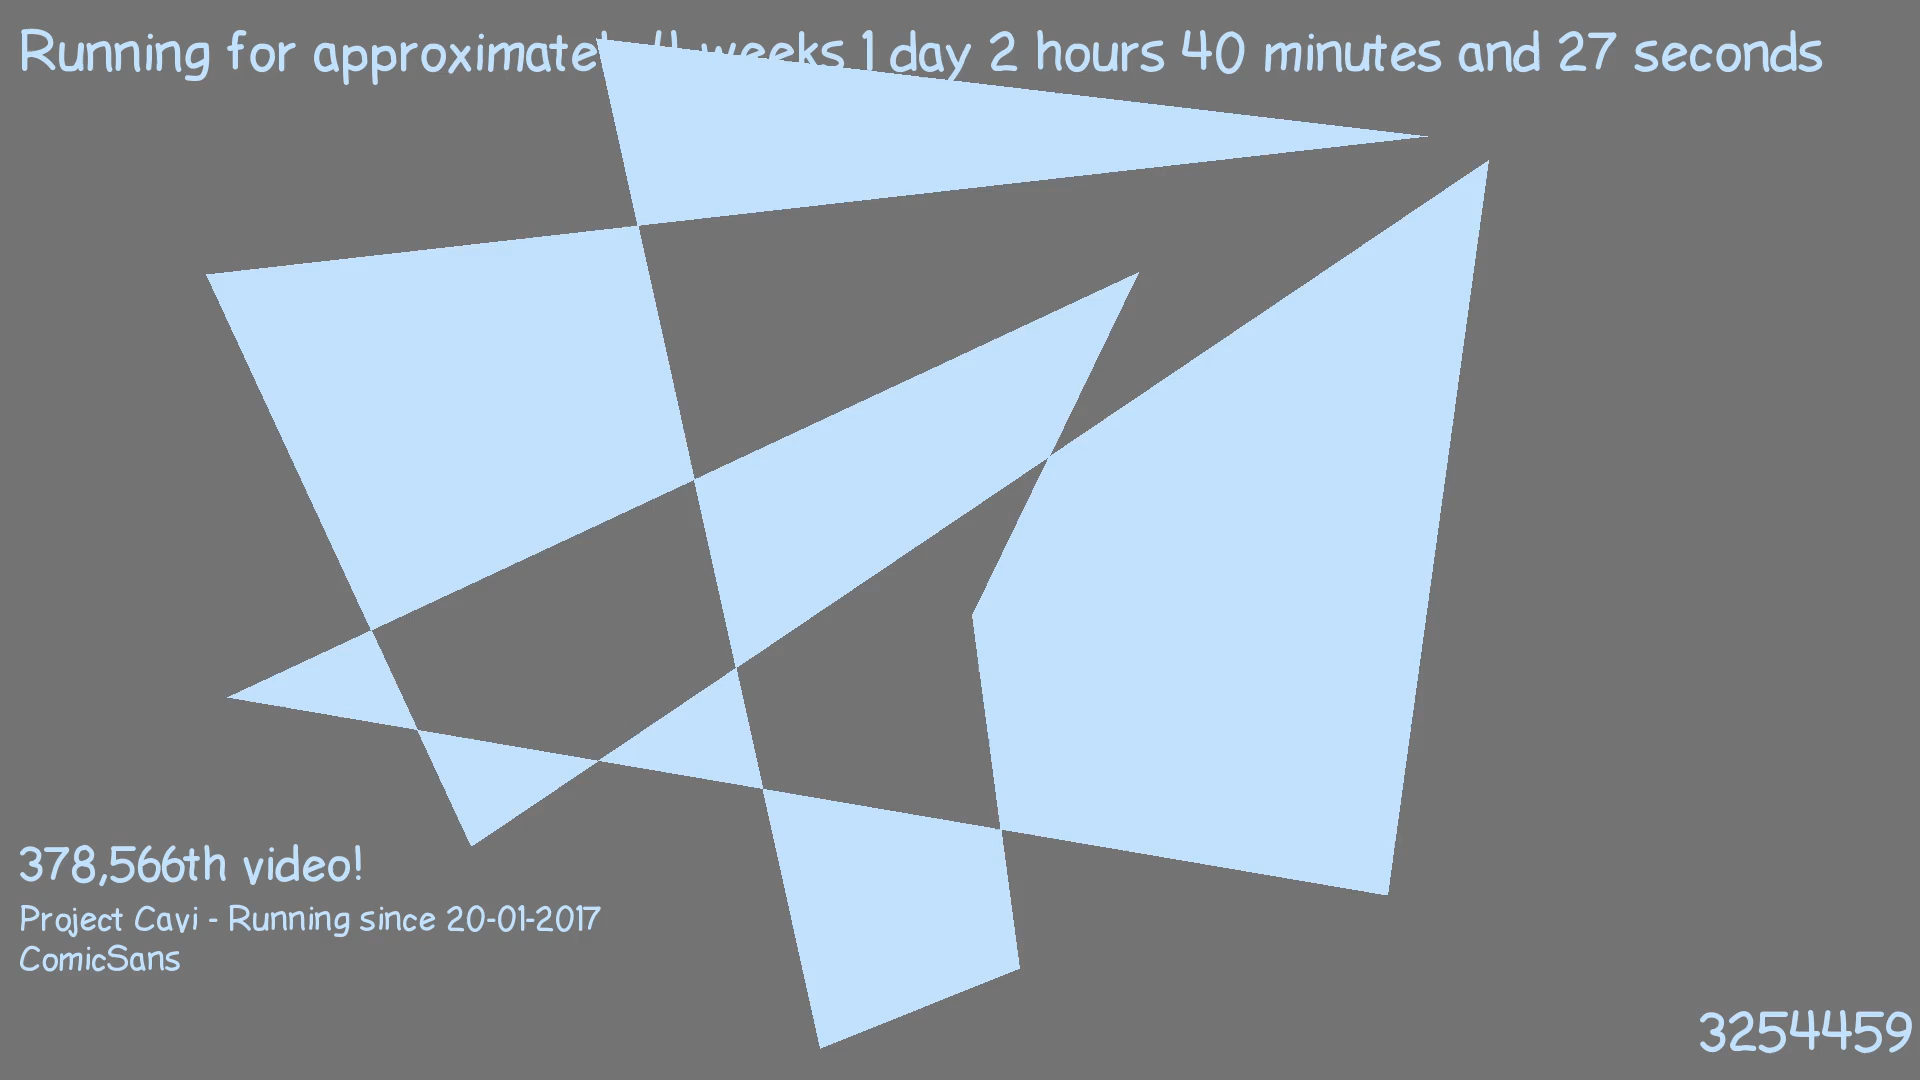 Running for approximately 4 weeks 1 day 2 hours 40 minutes and 27 seconds
378,566th video!
Project Cavi - Running since 20-01-2017
ComicSans
3254459